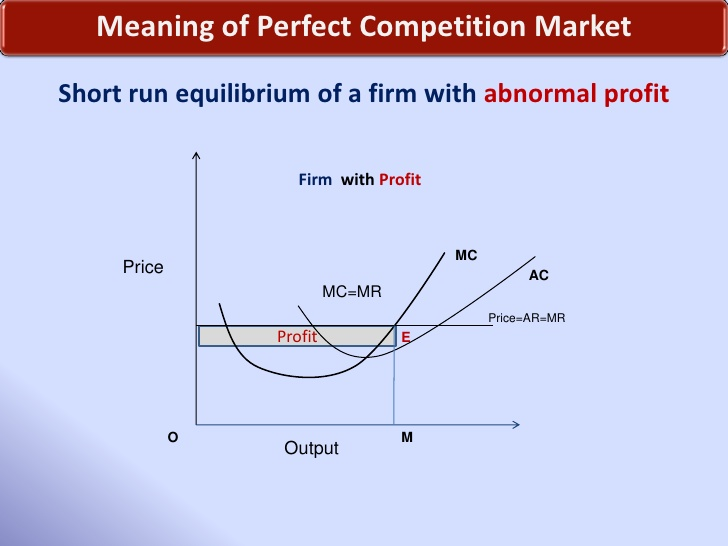 Meaning of Perfect Competition Market
Short run equilibrium of a firm with abnormal profit
Firm with Profit
MC
Price
AC
MC=MR
Price=AR=MR
Profit
E
O
M
Output